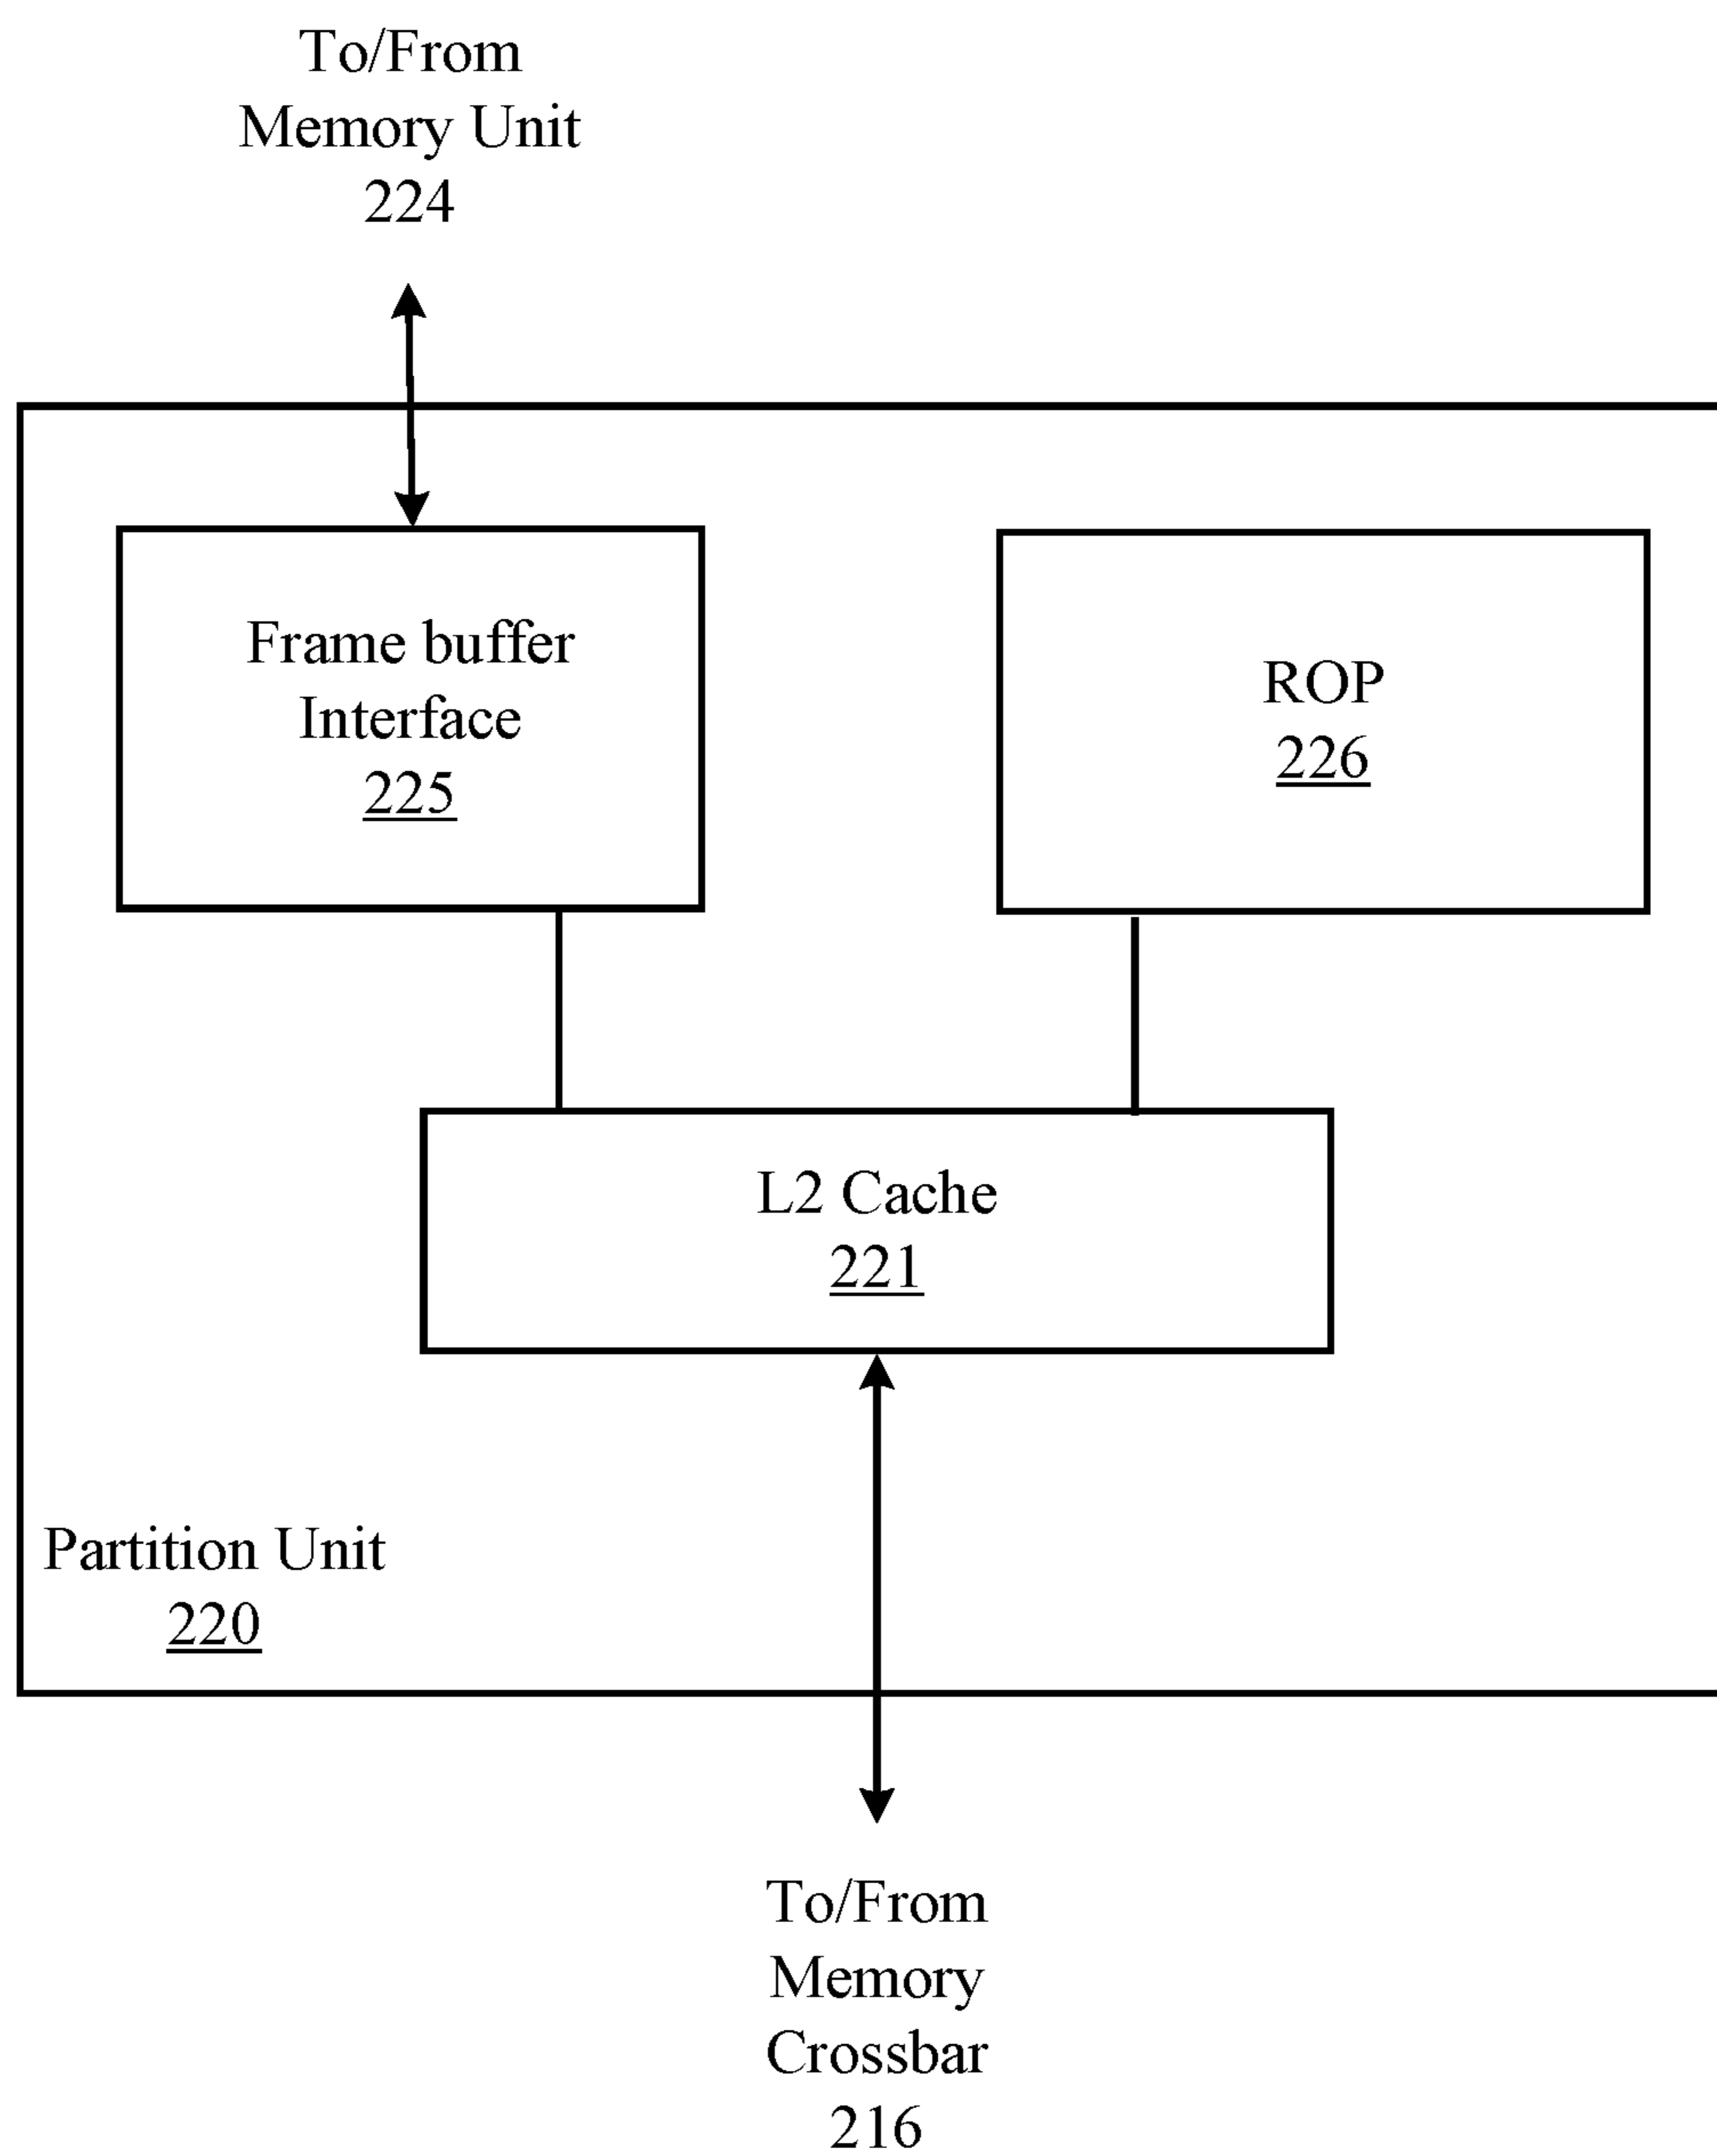 To/From
Memory Unit
224
Frame buffer
Interface
225
ROP
226
L2 Cache
221
Partition Unit
220
To/From
Memory
Crossbar
216